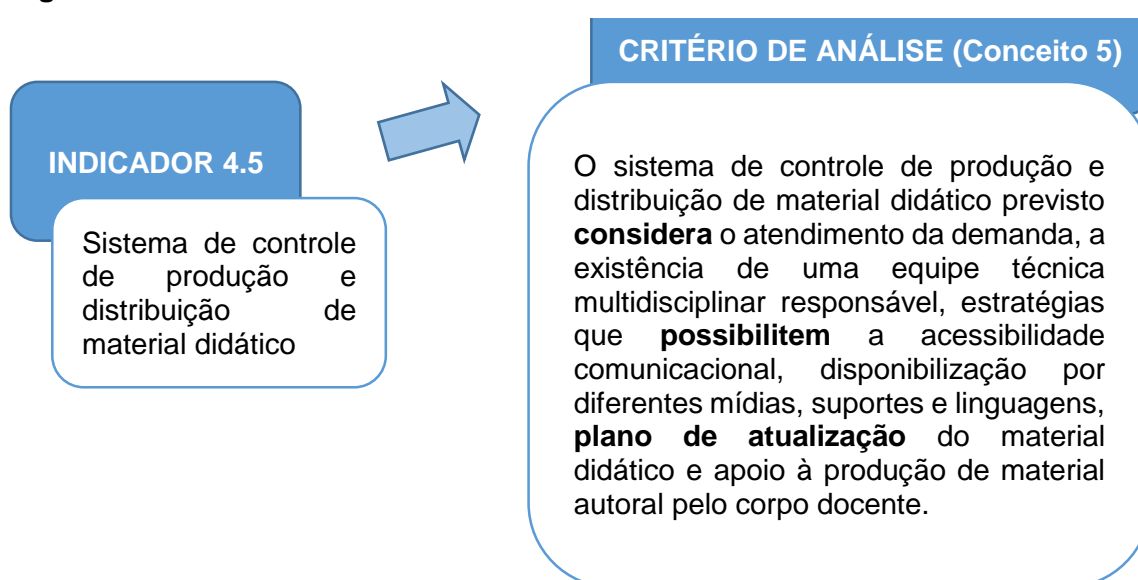 INDICADOR 4.5
Sistema de controle
de produção e
distribuição de
material didático
CRITÉRIO DE ANÁLISE (Conceito 5)
O sistema de controle de produção e
distribuição de material didático previsto
considera o atendimento da demanda, a
existência de uma equipe técnica
multidisciplinar responsável, estratégias
que possibilitem a acessibilidade
comunicacional, disponibilização por
diferentes mídias, suportes e linguagens,
plano de atualização do material
didático e apoio à produção de material
autoral pelo corpo docente.